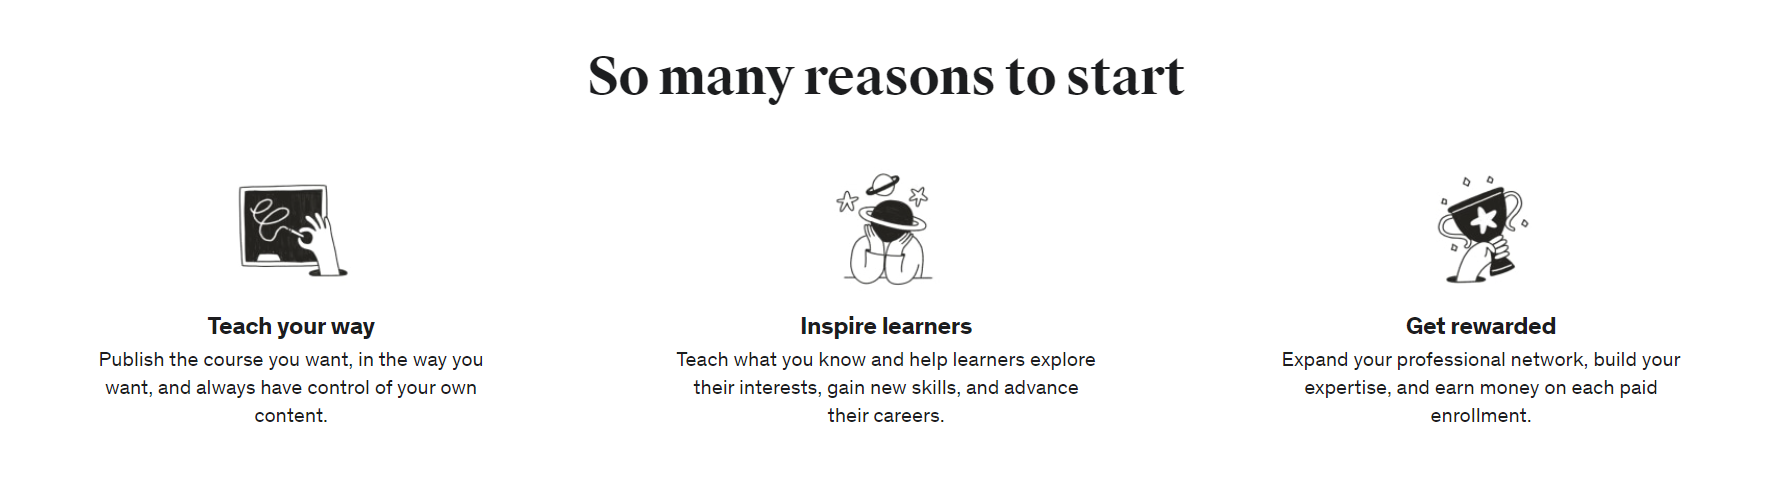 So many reasons to start
Teach your way
Publish the course you want, in the way you
want, and always have control of your own
content.
Inspire learners
Teach what you know and help learners explore
their interests, gain new skills, and advance
their careers.
Get rewarded
Expand your professional network, build your
expertise, and earn money on each paid
enrollment.